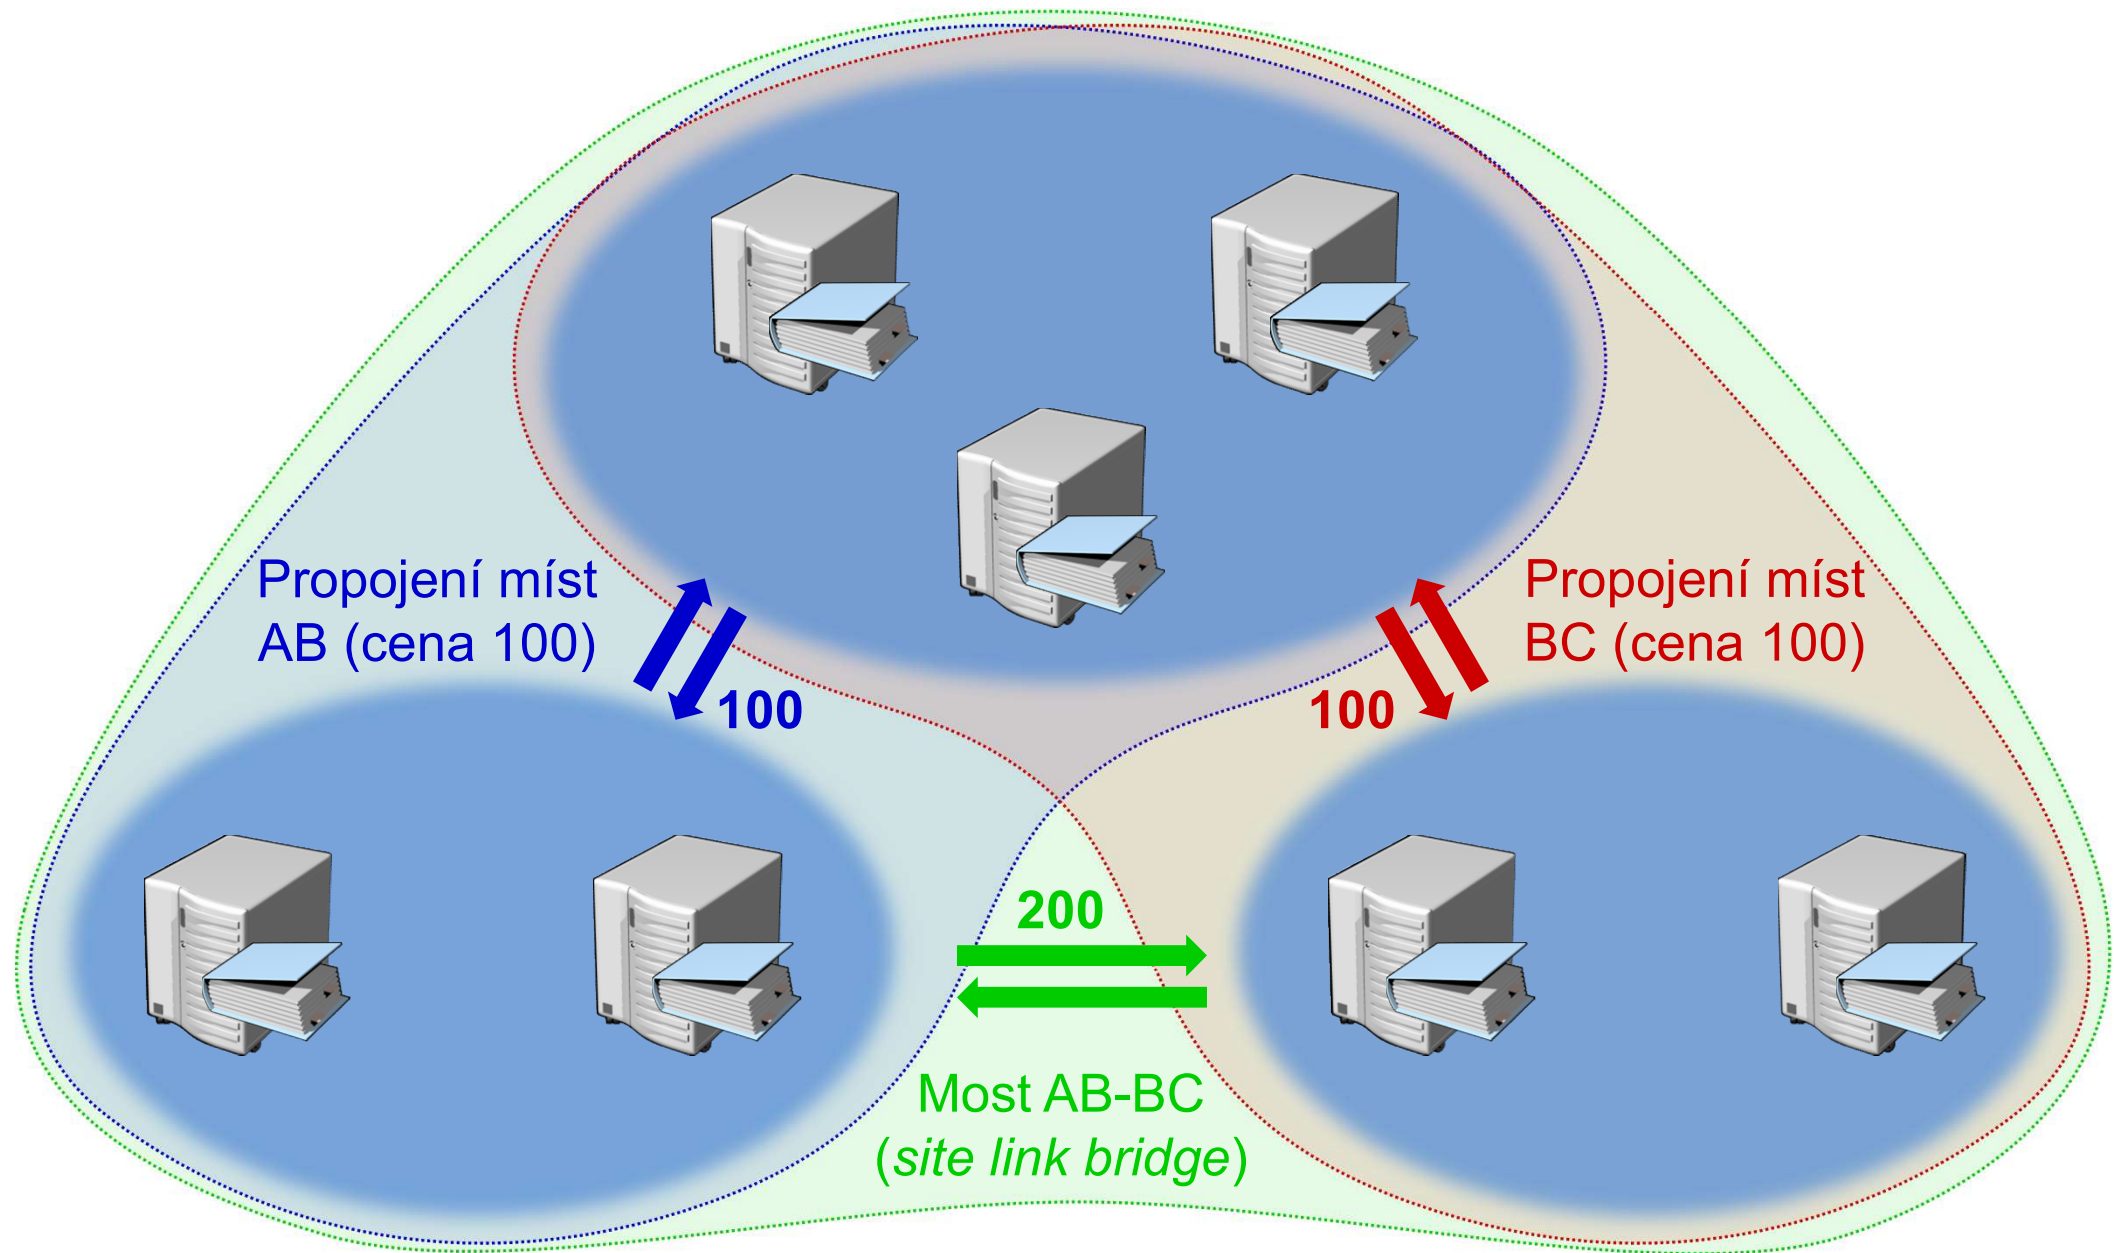 Propojení míst
AB (cena 100)
100
Propojení míst
BC (cena 100)
100
200
Most AB-BC
(site link bridge)